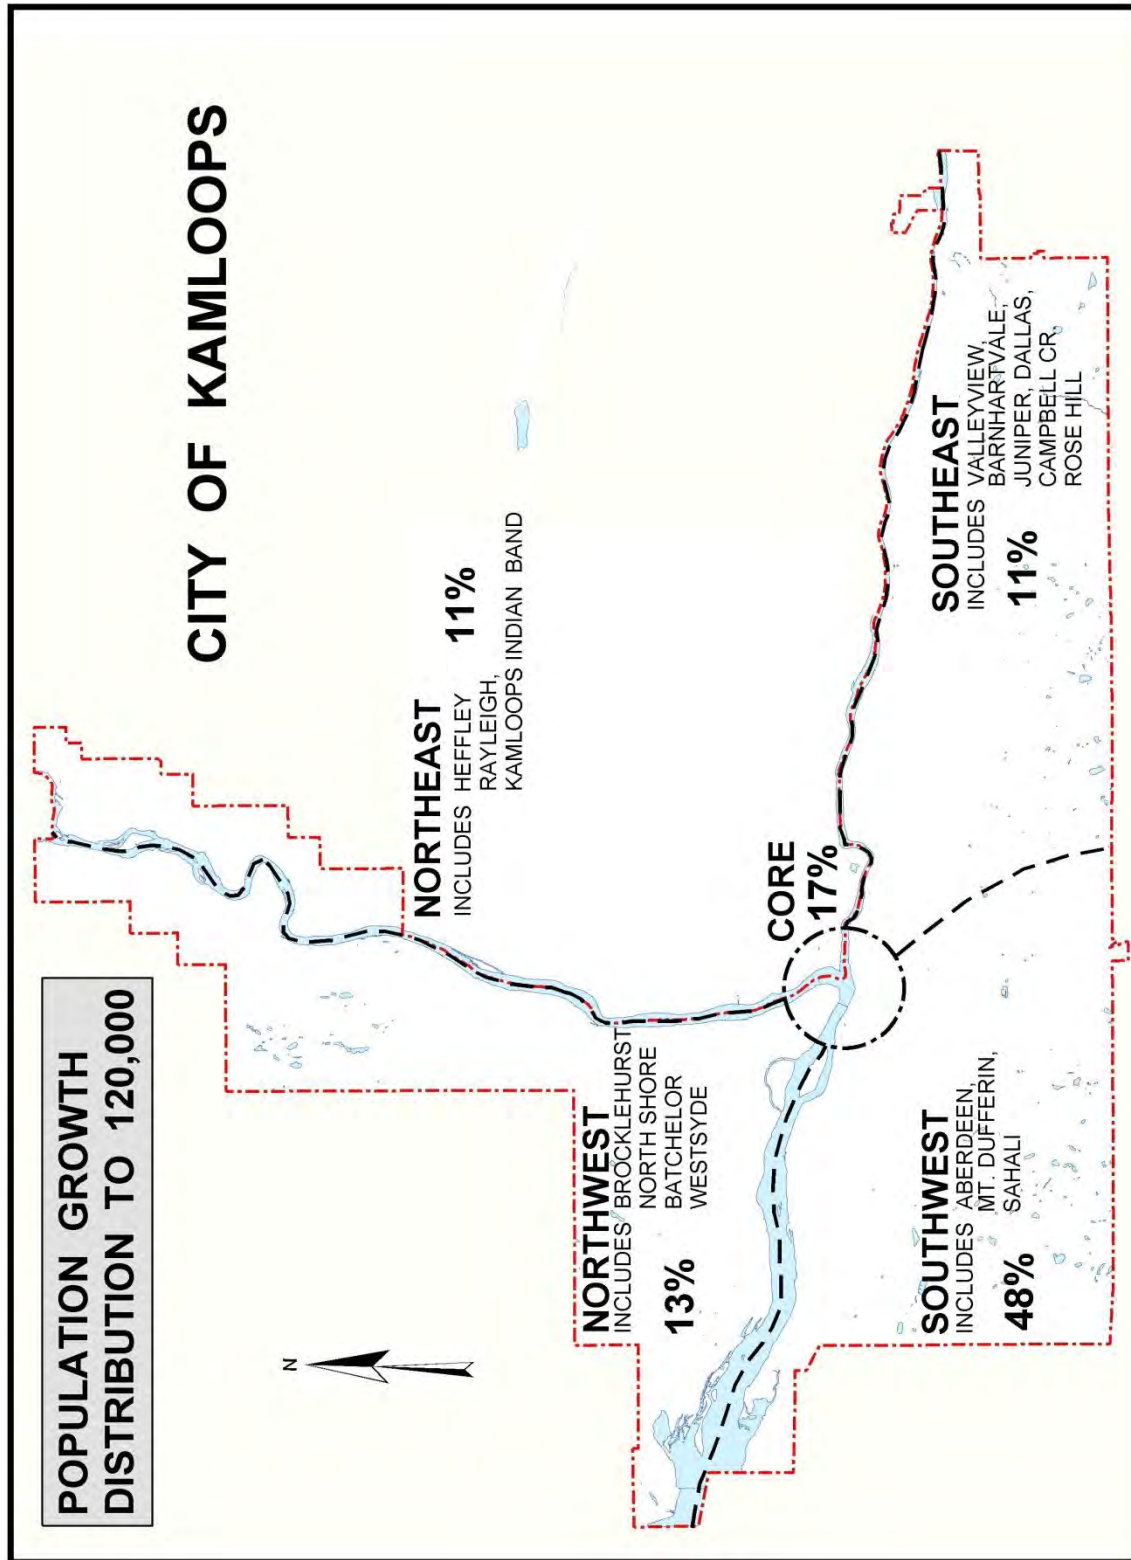 POPULATION GROWTH
DISTRIBUTION TO 120,000
CITY OF KAMLOOPS
N
NORTHEAST
INCLUDES HEFFLEY
RAYLEIGH,
KAMLOOPS INDIAN BAND
11%
NORTHWEST
INCLUDES BROCKLEHURST
NORTH SHORE
BATCHELOR
WESTSYDE
13%
CORE
17%
SOUTHWEST
INCLUDES ABERDEEN,
MT. DUFFERIN,
SAHALI
48%
SOUTHEAST
INCLUDES VALLEYVIEW,
BARNHARTVALE,
JUNIPER, DALLAS,
CAMPBELL CR,
ROSE HILL
11%